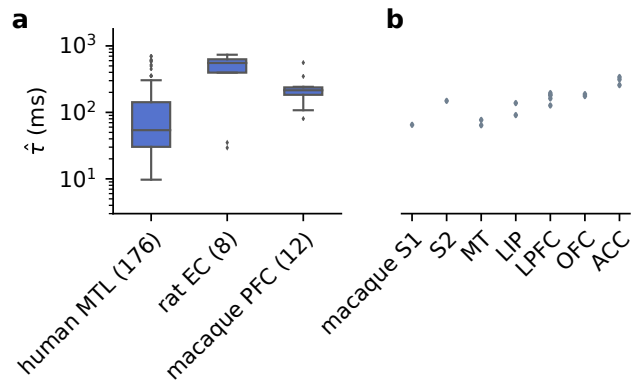 a
b
10³
10²
10¹
τ̂ (ms)
human MTL (176)
rat EC (8)
macaque PFC (12)
macaque S1
S2
MT
LIP
LPFC
OFC
ACC